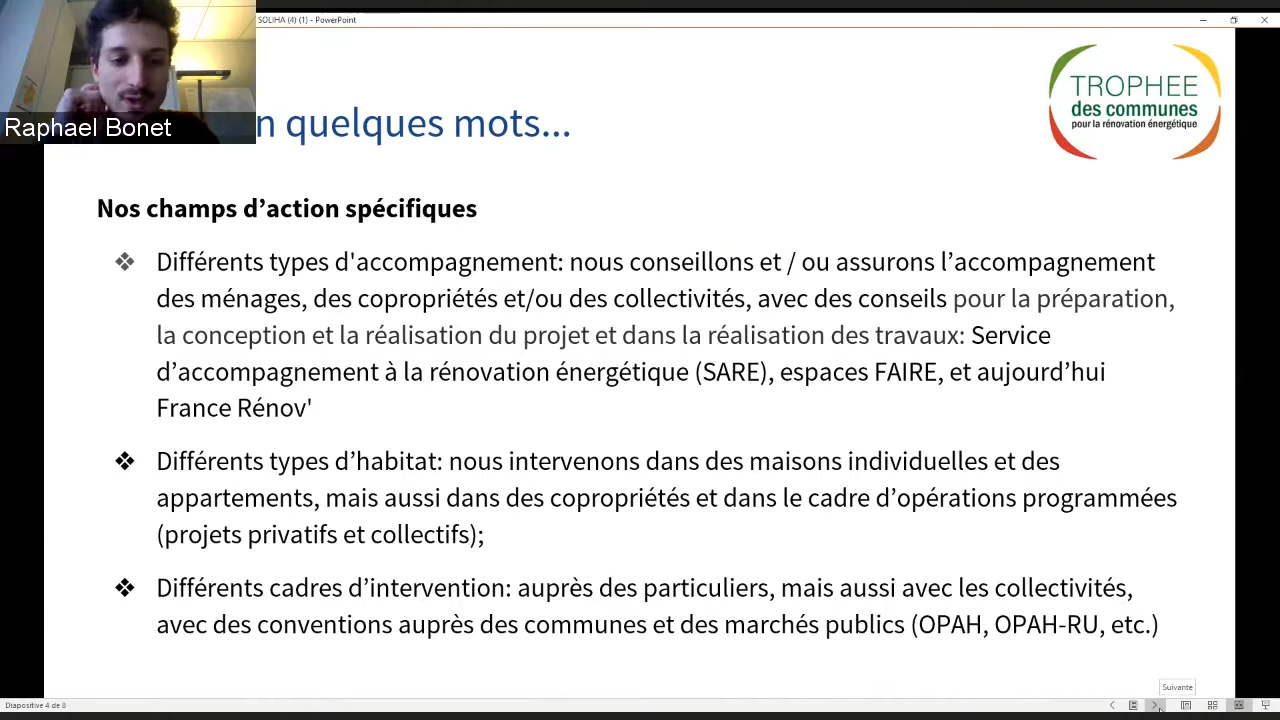 SOLIHA (4) (1) - PowerPoint
Raphael Bonet
n quelques mots...
TROPHEE
des communes
pour la rénovation énergétique
Nos champs d’action spécifiques
❖ Différents types d'accompagnement: nous conseillons et / ou assurons l’accompagnement
des ménages, des copropriétés et/ou des collectivités, avec des conseils pour la préparation,
la conception et la réalisation du projet et dans la réalisation des travaux: Service
d’accompagnement à la rénovation énergétique (SARE), espaces FAIRE, et aujourd’hui
France Rénov'
❖ Différents types d’habitat: nous intervenons dans des maisons individuelles et des
appartements, mais aussi dans des copropriétés et dans le cadre d’opérations programmées
(projets privatifs et collectifs);
❖ Différents cadres d’intervention: auprès des particuliers, mais aussi avec les collectivités,
avec des conventions auprès des communes et des marchés publics (OPAH, OPAH-RU, etc.)
Suivante
Diapositive 4 de 8